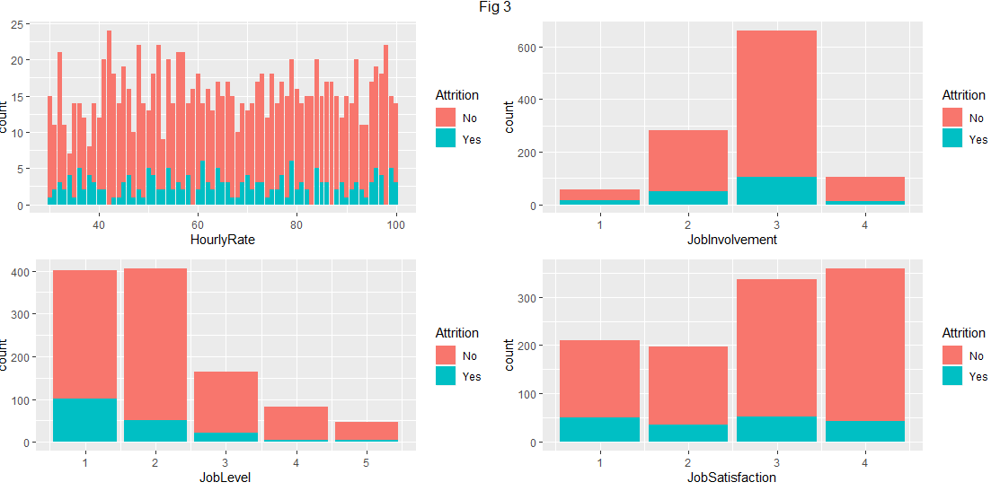 Fig 3
25
20
15
10
5
0
count
40
60
80
100
HourlyRate
Attrition
No
Yes
600
400
200
0
count
1
2
3
4
JobInvolvement
Attrition
No
Yes
400
300
200
100
0
count
1
2
3
4
5
JobLevel
Attrition
No
Yes
300
200
100
0
count
1
2
3
4
JobSatisfaction
Attrition
No
Yes